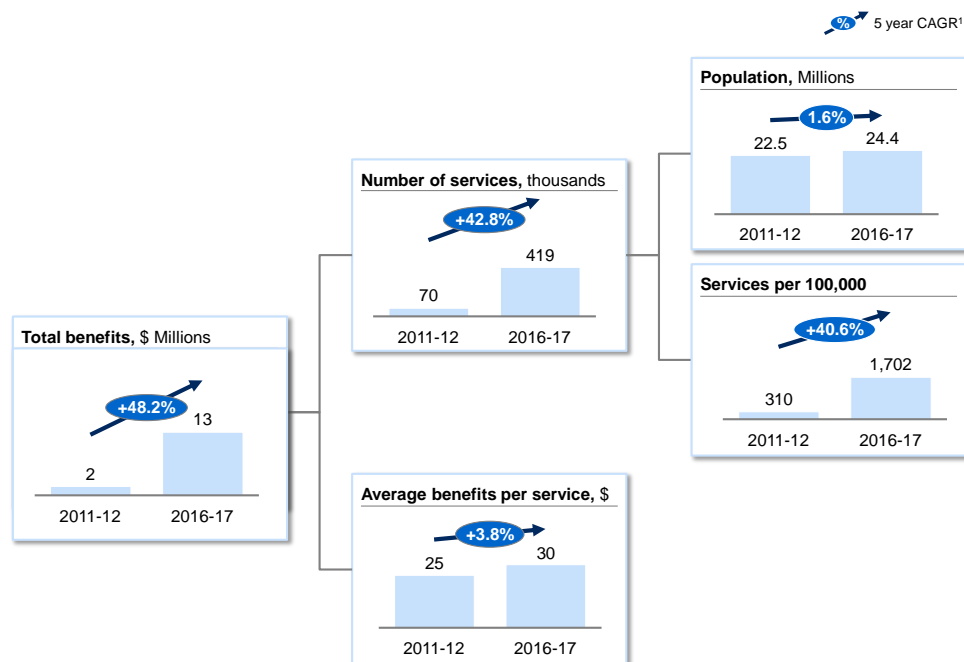 % 5 year CAGR¹
Population, Millions
1.6%
22.5 24.4
2011-12 2016-17
Number of services, thousands
+42.8%
70 419
2011-12 2016-17
Services per 100,000
+40.6%
310 1,702
2011-12 2016-17
Total benefits, $ Millions
+48.2%
2 13
2011-12 2016-17
Average benefits per service, $
+3.8%
25 30
2011-12 2016-17